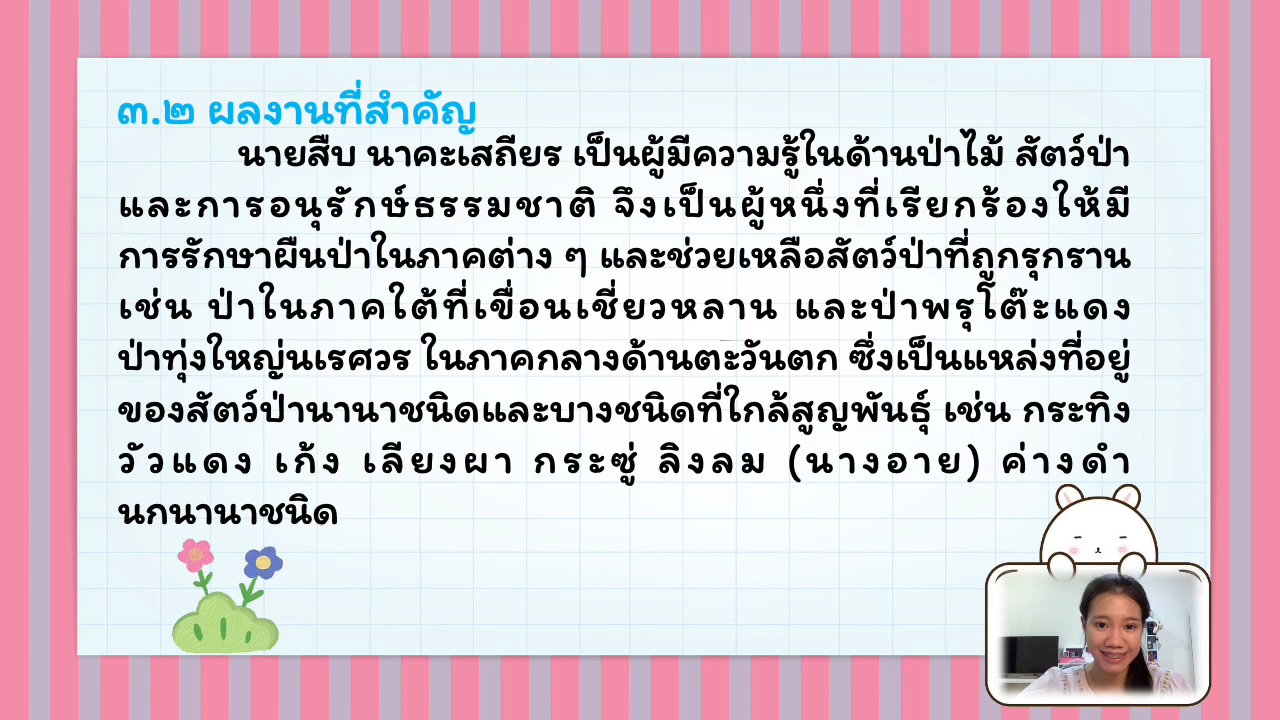 ๓.๒ ผลงานที่สำคัญ
นายสืบ นาคะเสถียร เป็นผู้มีความรู้ในด้านป่าไม้ สัตว์ป่า
และการอนุรักษ์ธรรมชาติ จึงเป็นผู้หนึ่งที่เรียกร้องให้มี
การรักษาผืนป่าในภาคต่าง ๆ และช่วยเหลือสัตว์ป่าที่ถูกรุกราน
เช่น ป่าในภาคใต้ที่เขื่อนเชี่ยวหลาน และป่าพรุโต๊ะแดง
ป่าทุ่งใหญ่นเรศวร ในภาคกลางด้านตะวันตก ซึ่งเป็นแหล่งที่อยู่
ของสัตว์ป่านานาชนิดและบางชนิดที่ใกล้สูญพันธุ์ เช่น กระทิง
วัวแดง เก้ง เลียงผา กระซู่ ลิงลม (นางอาย) ค่างดำ
นกนานาชนิด